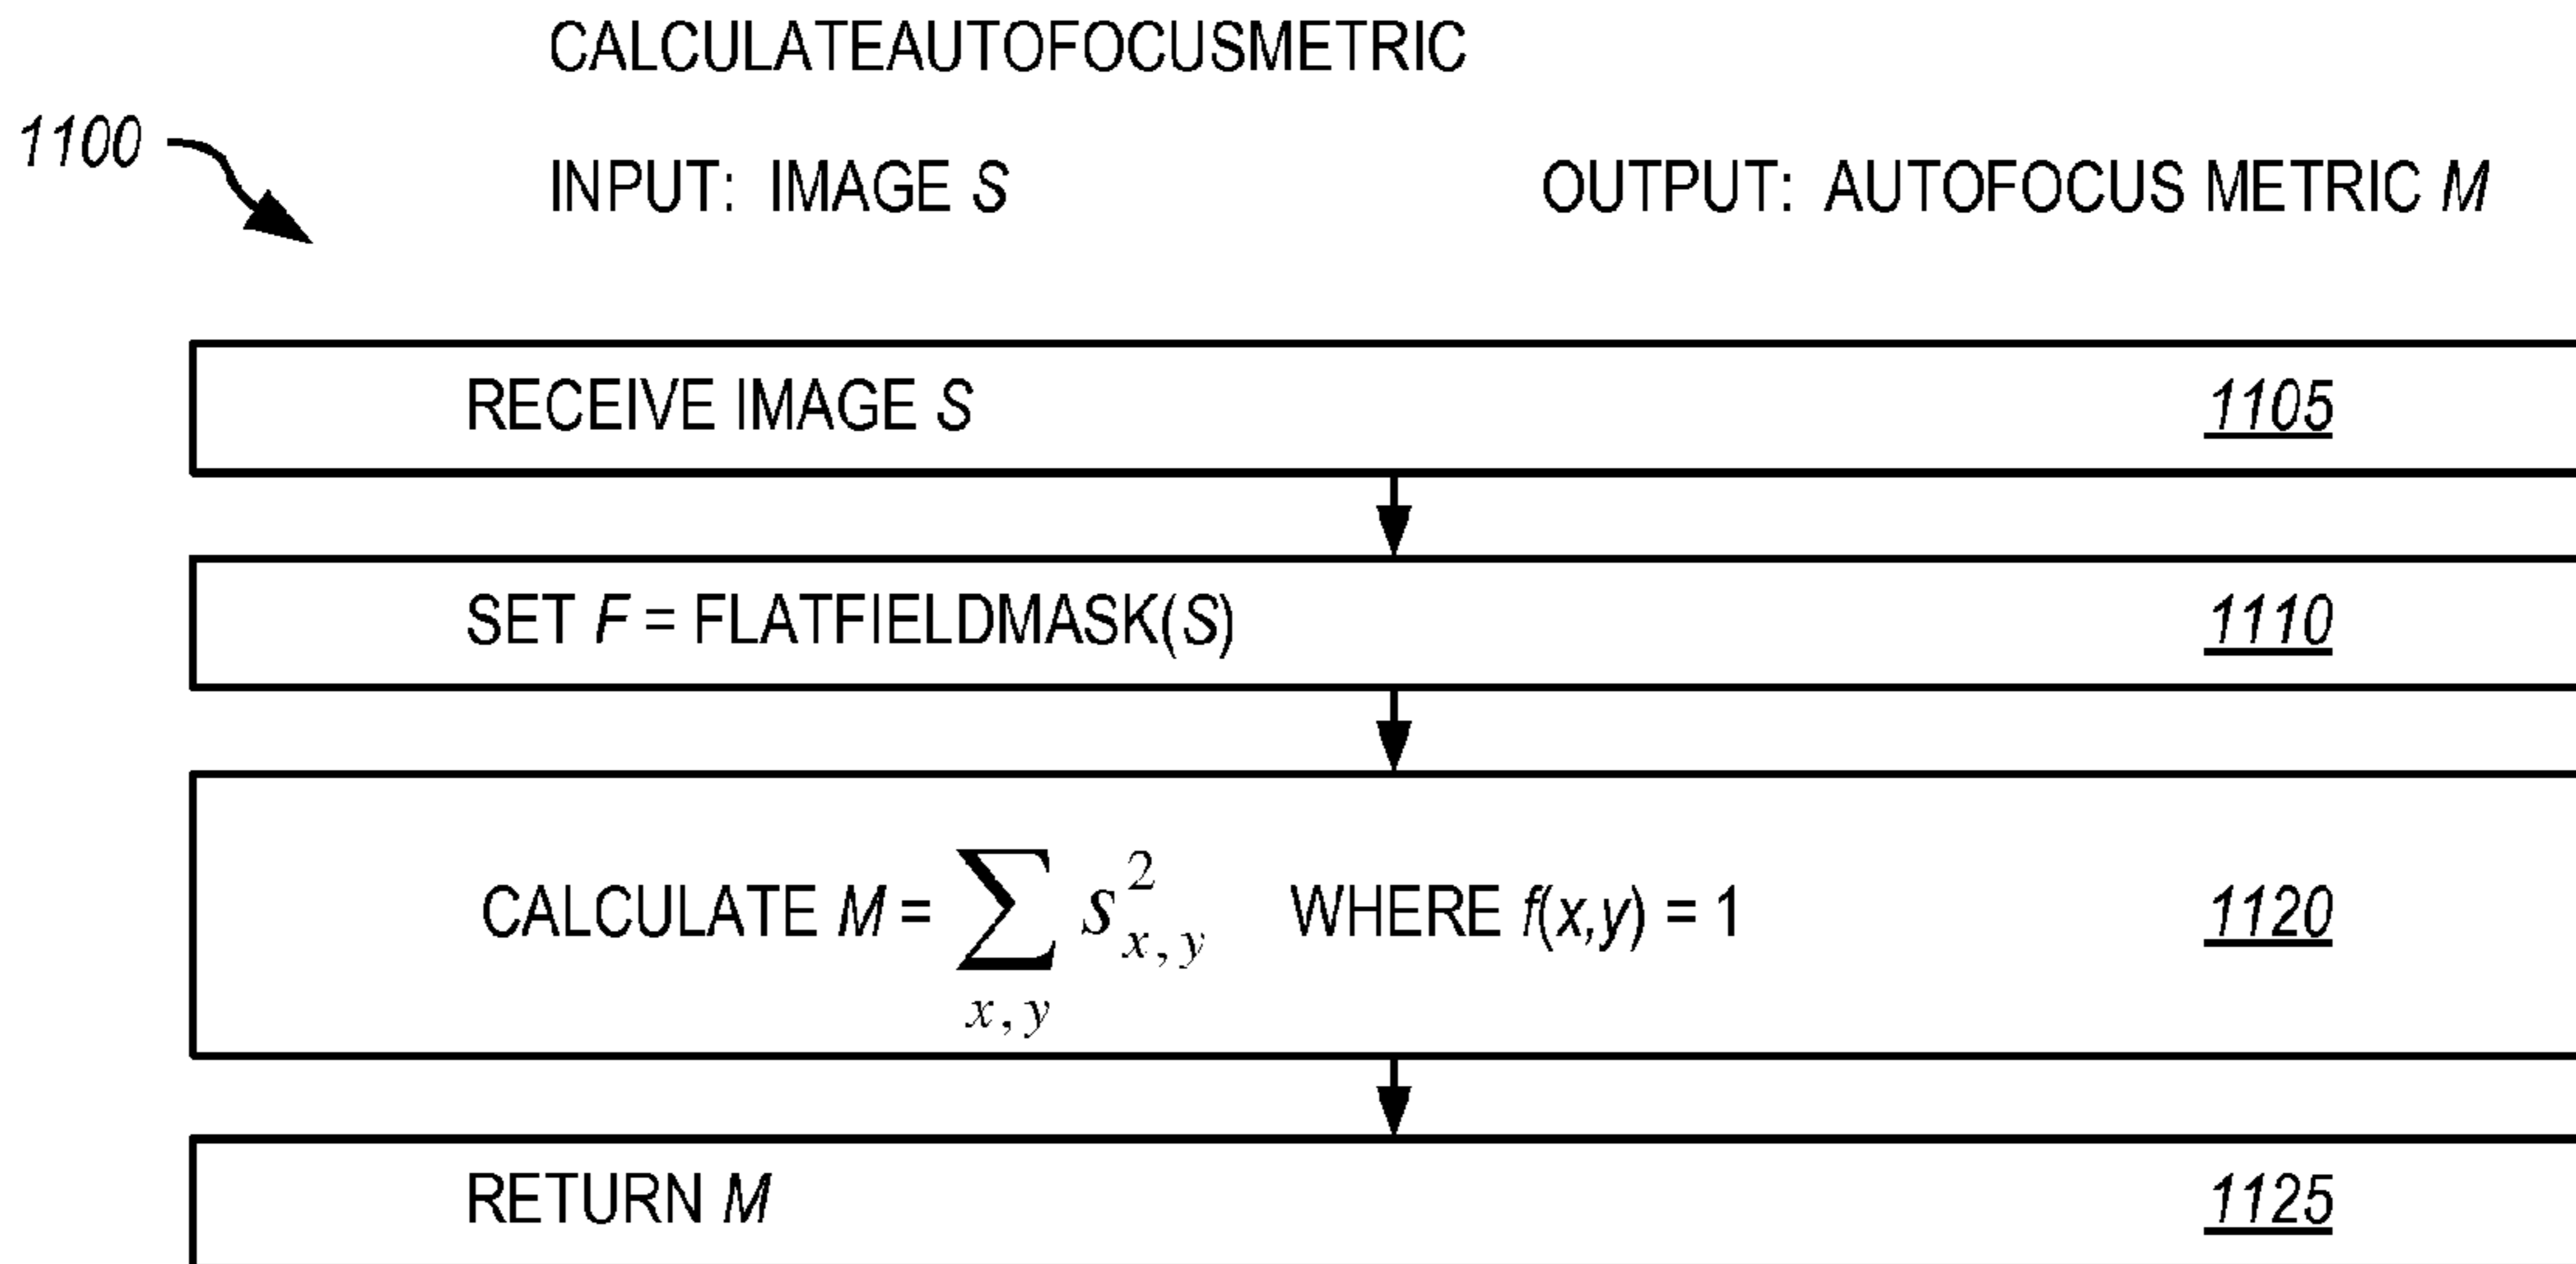 CALCULATEAUTOFOCUSMETRIC
1100
INPUT: IMAGE S OUTPUT: AUTOFOCUS METRIC M
RECEIVE IMAGE S 1105
SET F = FLATFIELDMASK(S) 1110
CALCULATE M = ∑_{x,y} s²_{x,y} WHERE f(x,y) = 1 1120
RETURN M 1125